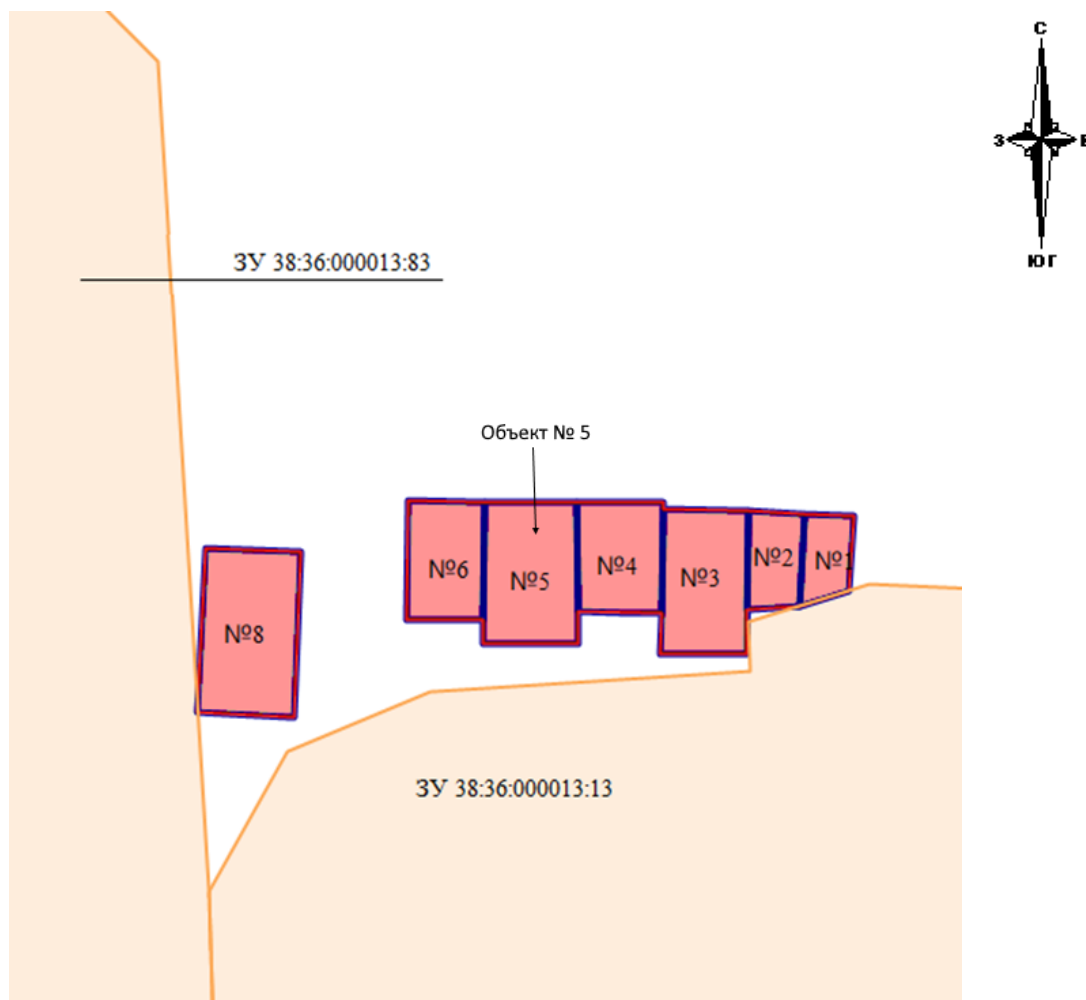 С
З В
ЮГ
ЗУ 38:36:000013:83
Объект № 5
№6 №5 №4 №3 №2 №1
№8
ЗУ 38:36:000013:13